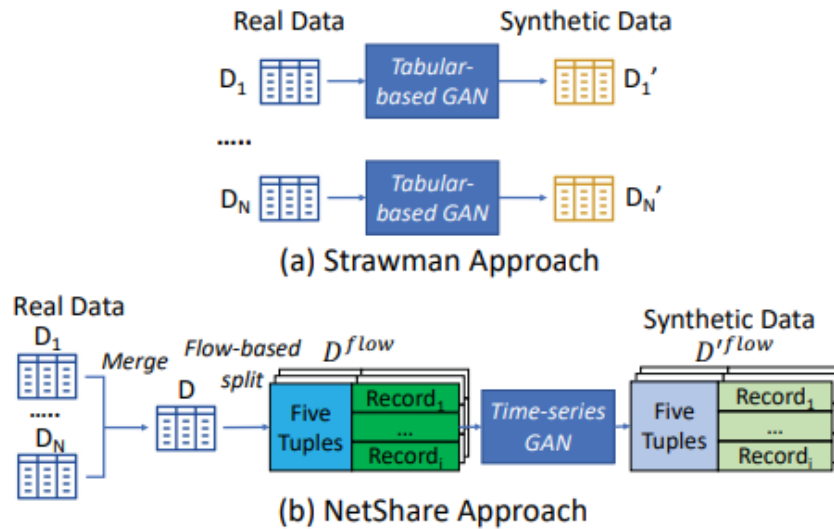 Real Data
Synthetic Data
D1
Tabular-
based GAN
D1'
.....
DN
Tabular-
based GAN
DN'
(a) Strawman Approach
Real Data
D1
.....
DN
Merge
D
Flow-based
split
D^flow
Five
Tuples
Record1
...
Recordi
Time-series
GAN
Synthetic Data
D'^flow
Five
Tuples
Record1
...
Recordi
(b) NetShare Approach